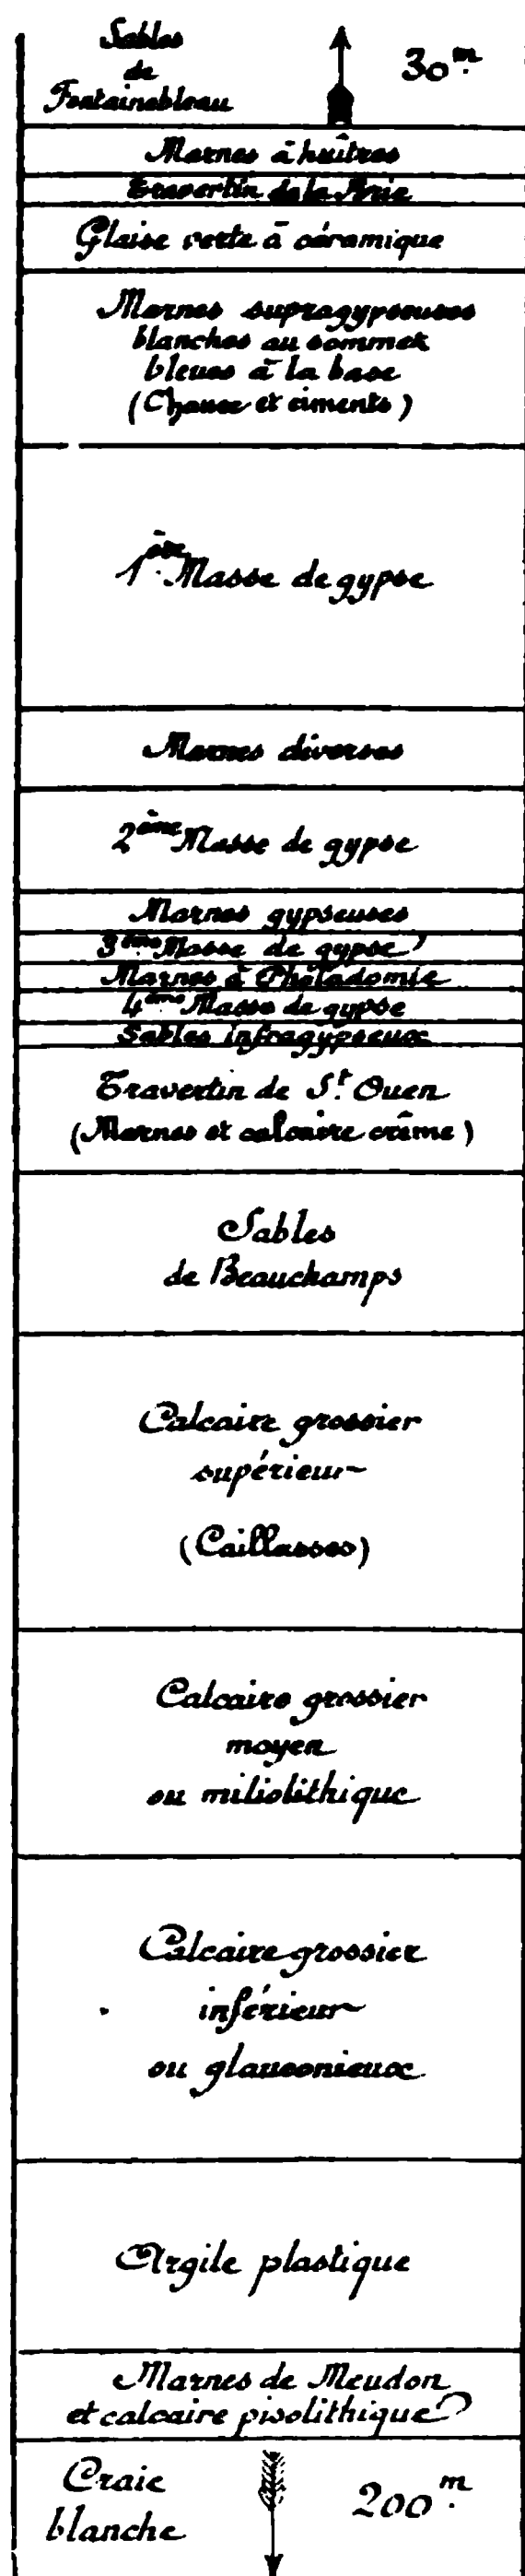 Sables
de
Fontainebleau
30 m.
Marnes à huîtres
Travertin de la Brie
Glaise verte à céramique
Marnes supragypseuses
blanches au sommet
bleues à la base
(Chaux et ciments)
1ère Masse de gypse
Marnes diverses
2ème Masse de gypse
Marnes gypseuses
3ème Masse de gypse
Marnes à Pholadomie
4ème Masse de gypse
Sables infragypseux
Travertin de St. Ouen
(Marnes et calcaire crême)
Sables
de Beauchamps
Calcaire grossier
supérieur
(Caillasses)
Calcaire grossier
moyen
ou miliolithique
Calcaire grossier
inférieur
ou glauconieux
Argile plastique
Marnes de Meudon
et calcaire pisolithique
Craie
blanche
200 m.